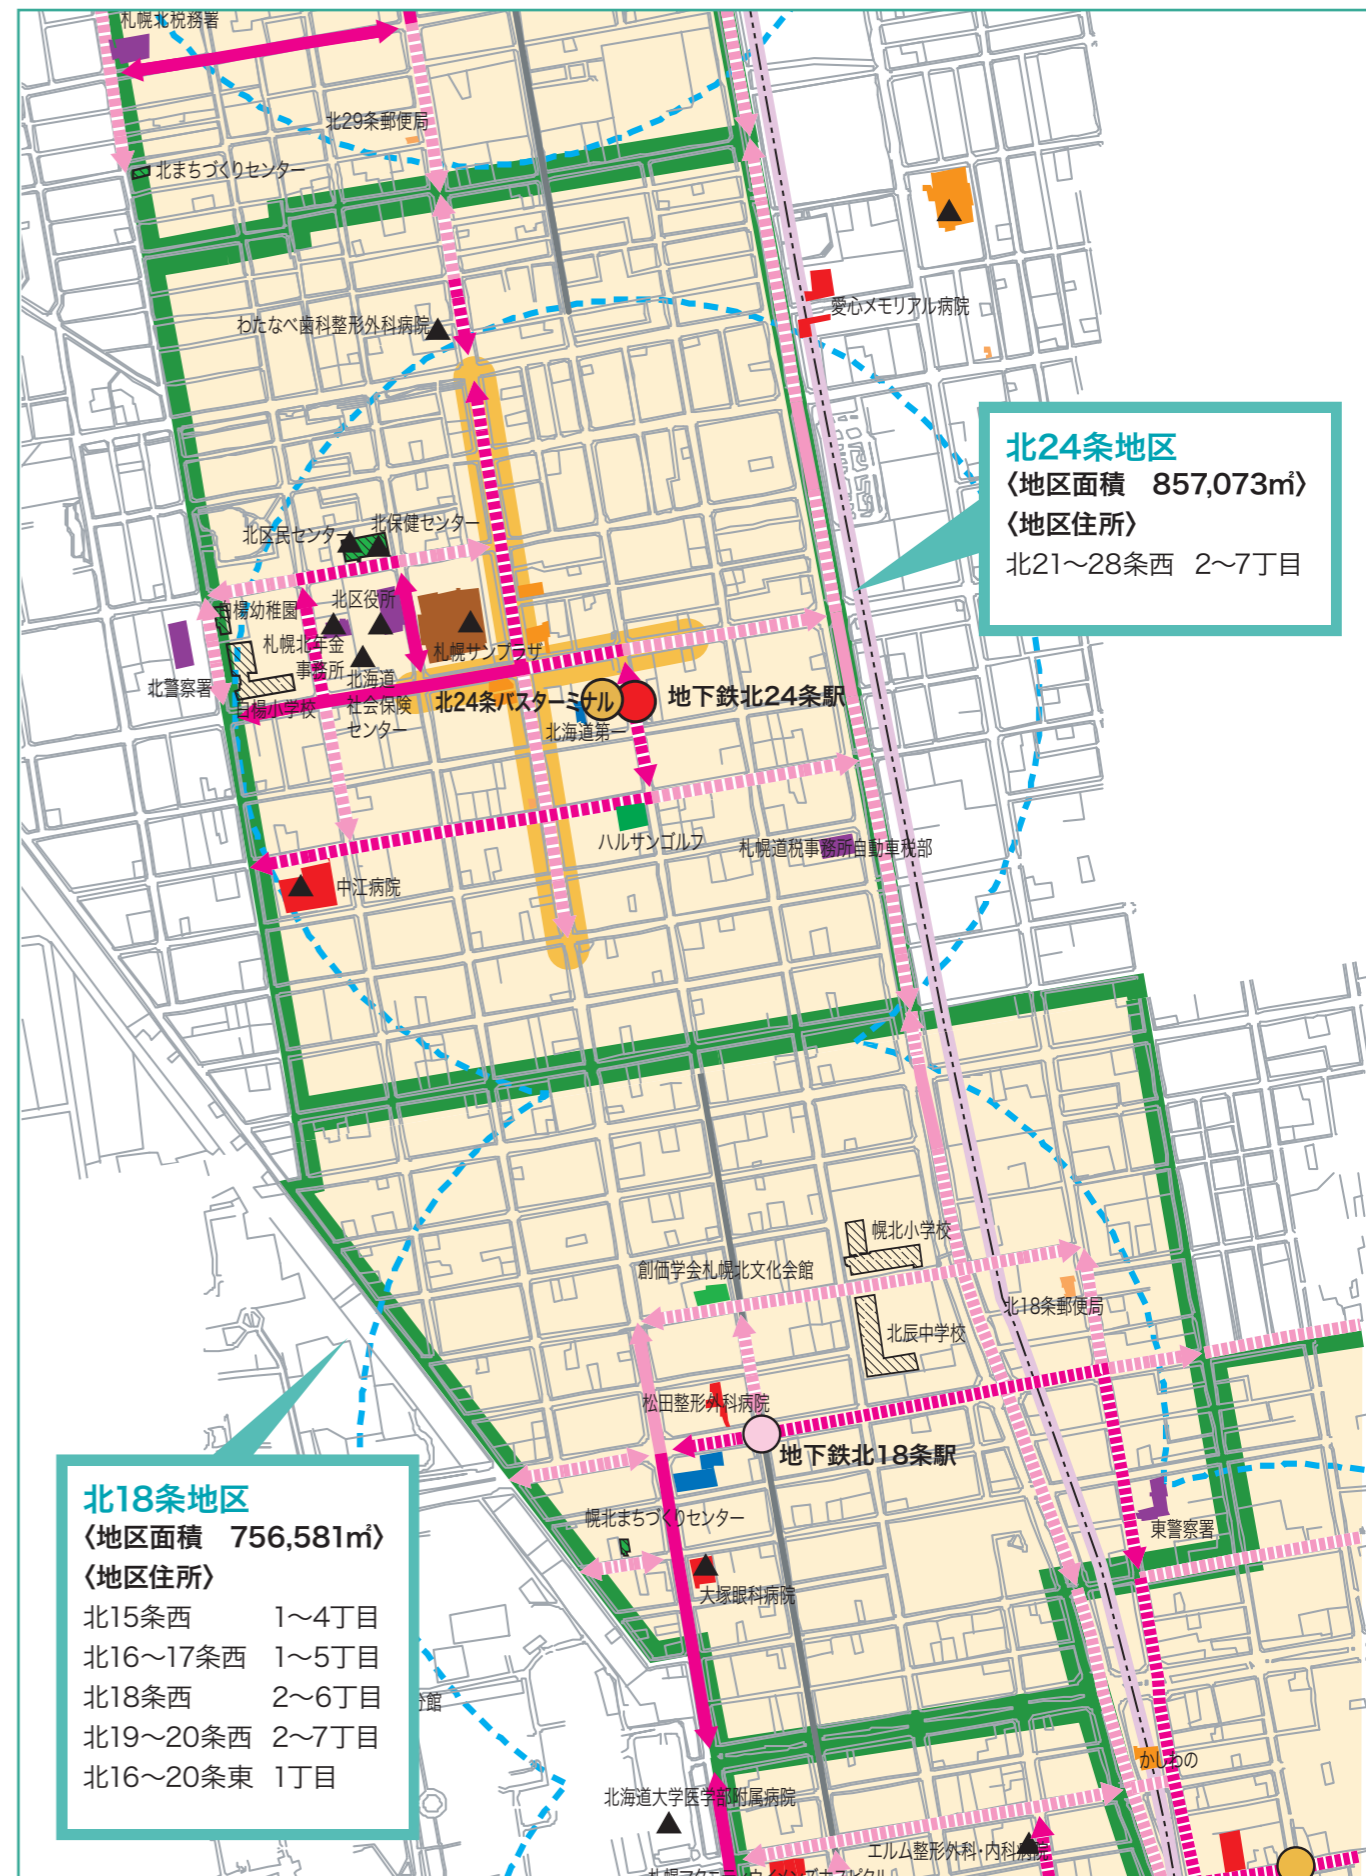 札幌北税務署
北29条郵便局
北まちづくりセンター
愛心メモリアル病院
わたなべ歯科整形外科病院
北24条地区
〈地区面積　857,073㎡〉
〈地区住所〉
北21〜28条西　2〜7丁目
北区民センター
北保健センター
白楊幼稚園
北区役所
札幌北年金
事務所
札幌サンプラザ
北警察署
白楊小学校
北海道
社会保険
センター
北24条バスターミナル
地下鉄北24条駅
北海道第一
ハルサンゴルフ
札幌道税事務所自動車税部
中江病院
幌北小学校
創価学会札幌北文化会館
北18条郵便局
北辰中学校
松田整形外科病院
地下鉄北18条駅
北18条地区
〈地区面積　756,581㎡〉
〈地区住所〉
北15条西　1〜4丁目
北16〜17条西　1〜5丁目
北18条西　2〜6丁目
北19〜20条西　2〜7丁目
北16〜20条東　1丁目
幌北まちづくりセンター
東警察署
大塚眼科病院
分館
かしわの
北海道大学医学部附属病院
エルム整形外科・内科病院